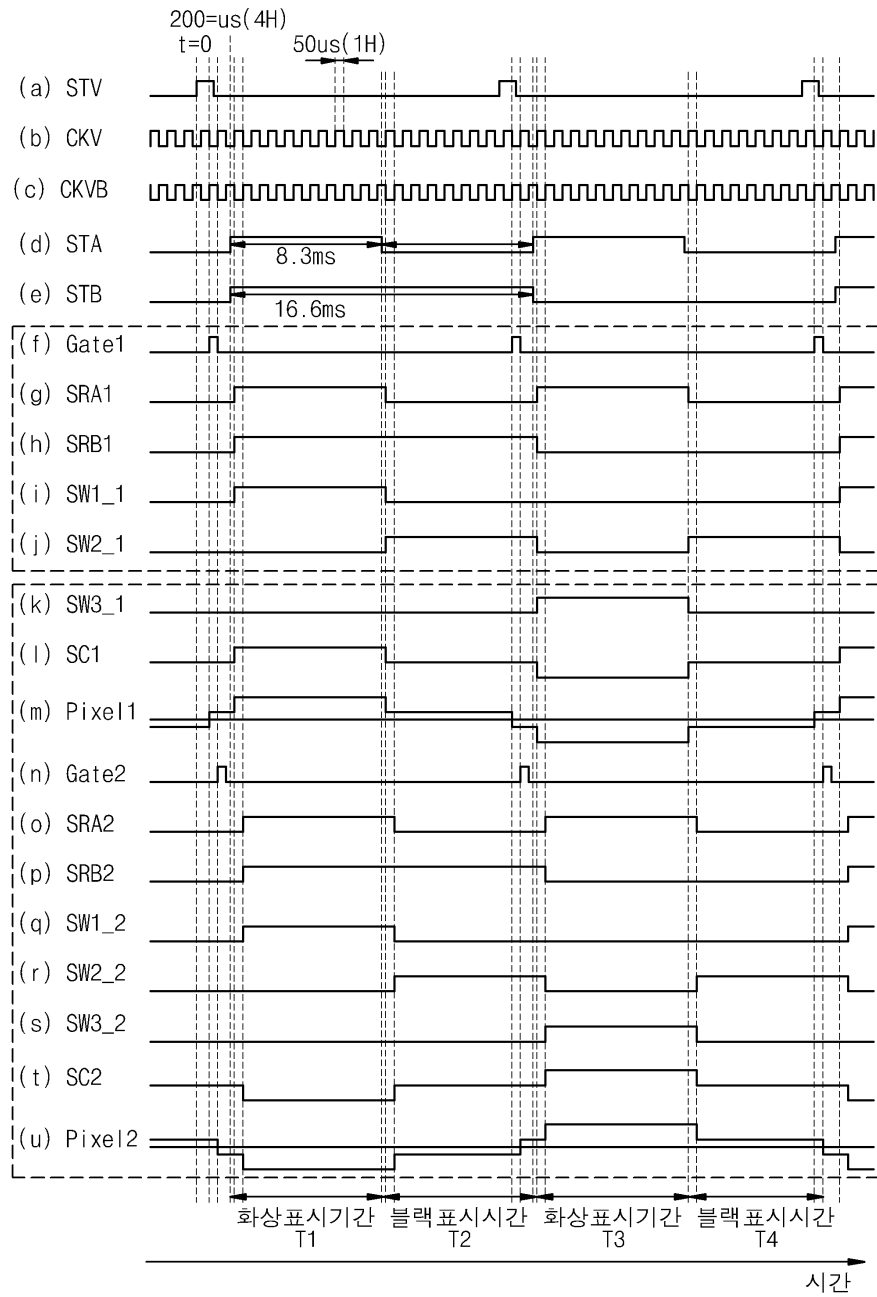 200=us(4H)
t=0
50us(1H)
(a) STV
(b) CKV
(c) CKVB
(d) STA
8.3ms
(e) STB
16.6ms
(f) Gate1
(g) SRA1
(h) SRB1
(i) SW1_1
(j) SW2_1
(k) SW3_1
(l) SC1
(m) Pixel1
(n) Gate2
(o) SRA2
(p) SRB2
(q) SW1_2
(r) SW2_2
(s) SW3_2
(t) SC2
(u) Pixel2
화상표시기간 블랙표시시간 화상표시기간 블랙표시시간
T1 T2 T3 T4
시간